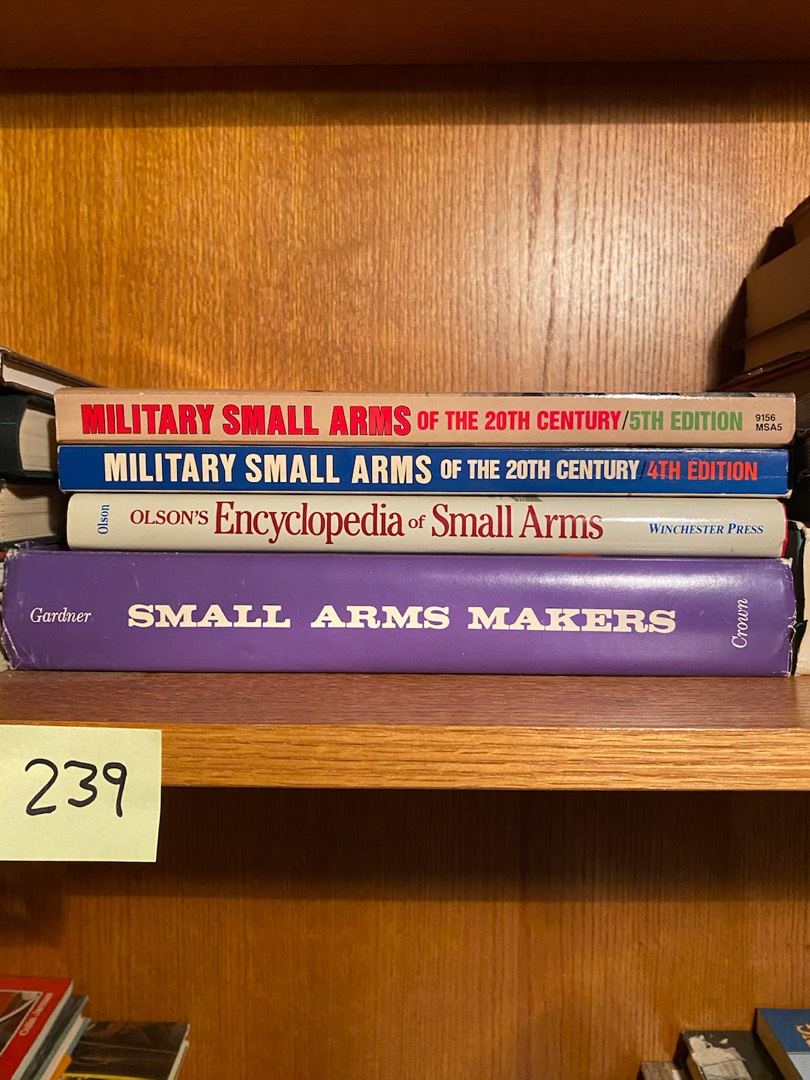 MILITARY SMALL ARMS OF THE 20TH CENTURY/5TH EDITION 9156
MSA5
MILITARY SMALL ARMS OF THE 20TH CENTURY/4TH EDITION
Olson OLSON'S Encyclopedia of Small Arms WINCHESTER PRESS
Gardner SMALL ARMS MAKERS Crown
239